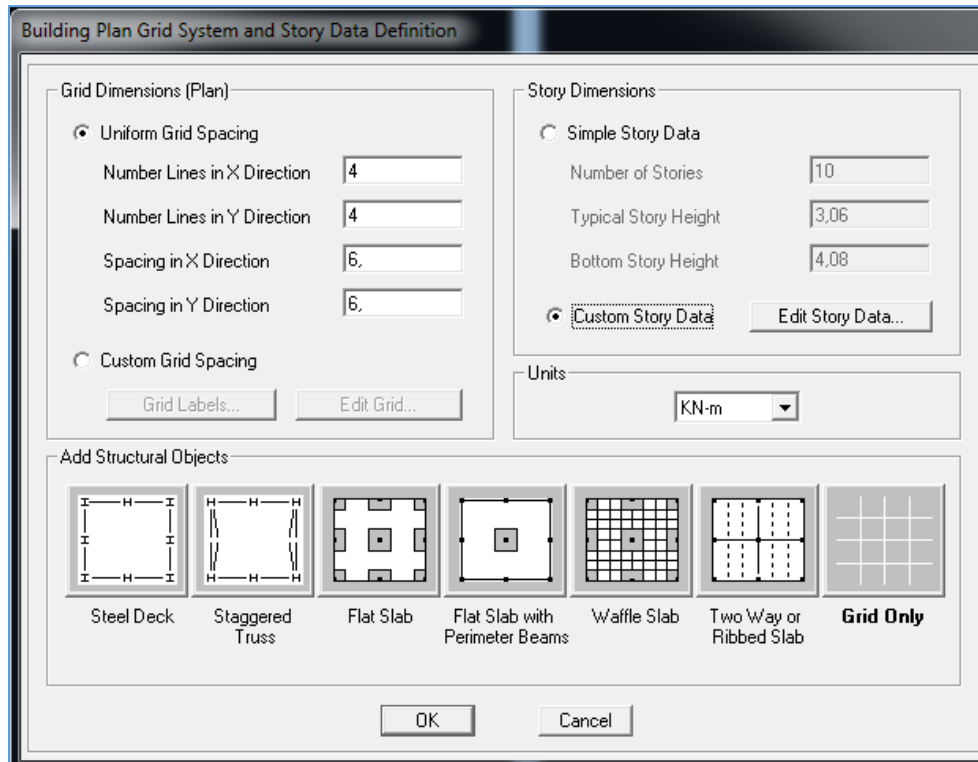 Building Plan Grid System and Story Data Definition
Grid Dimensions (Plan)
Uniform Grid Spacing
Number Lines in X Direction 4
Number Lines in Y Direction 4
Spacing in X Direction 6,
Spacing in Y Direction 6,
Custom Grid Spacing
Grid Labels... Edit Grid...
Story Dimensions
Simple Story Data
Number of Stories 10
Typical Story Height 3,06
Bottom Story Height 4,08
Custom Story Data Edit Story Data...
Units
KN-m
Add Structural Objects
Steel Deck
Staggered
Truss
Flat Slab
Flat Slab with
Perimeter Beams
Waffle Slab
Two Way or
Ribbed Slab
Grid Only
OK Cancel